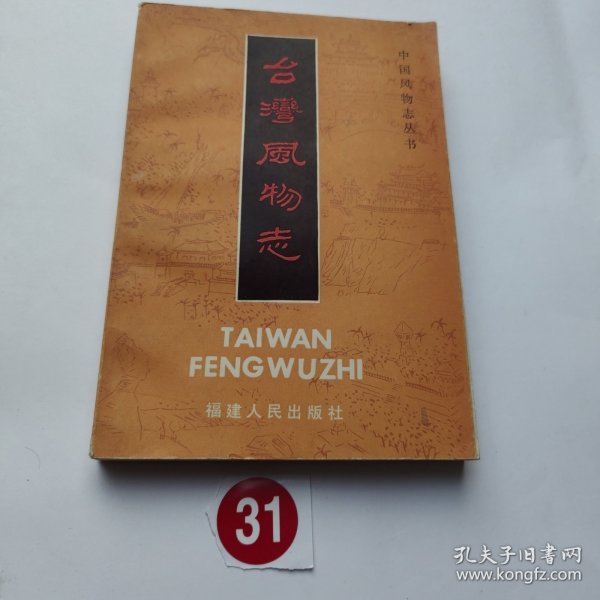 中国风物志丛书
台灣風物志
TAIWAN
FENGWUZHI
福建人民出版社
31
孔夫子旧書网
www.kongfz.com